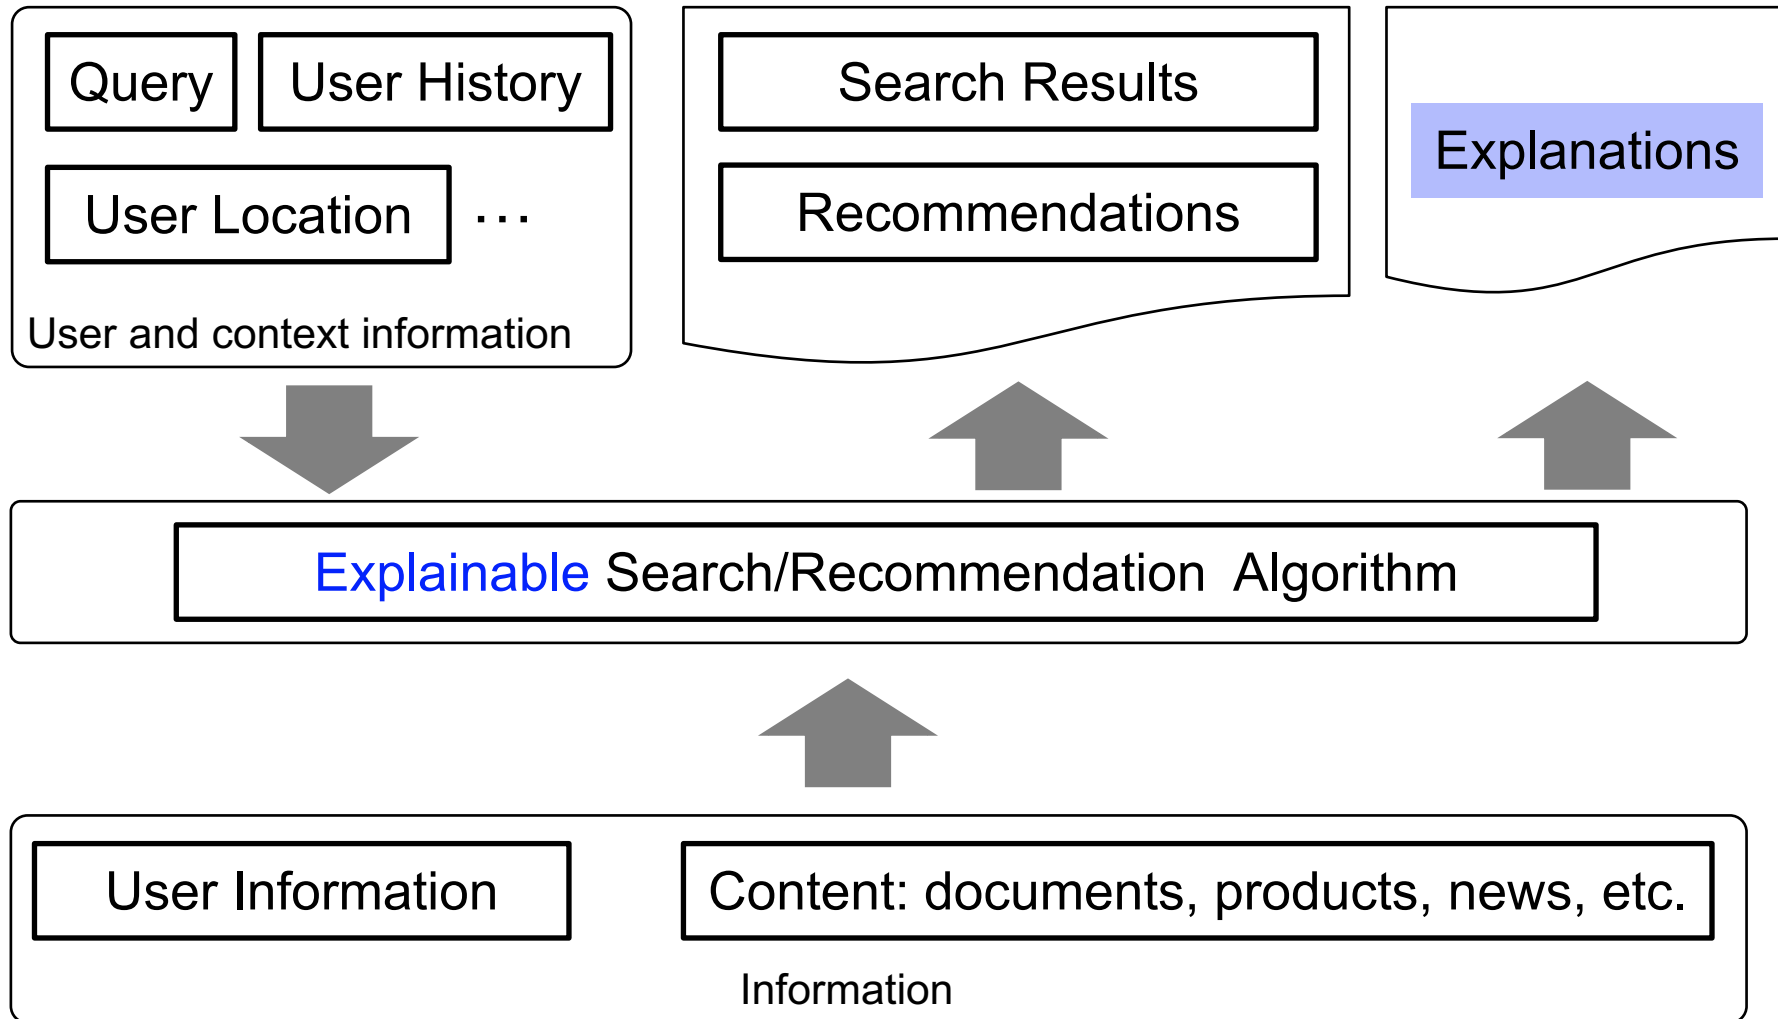 Query
User History
User Location
...
User and context information
Search Results
Recommendations
Explanations
Explainable Search/Recommendation Algorithm
User Information
Content: documents, products, news, etc.
Information